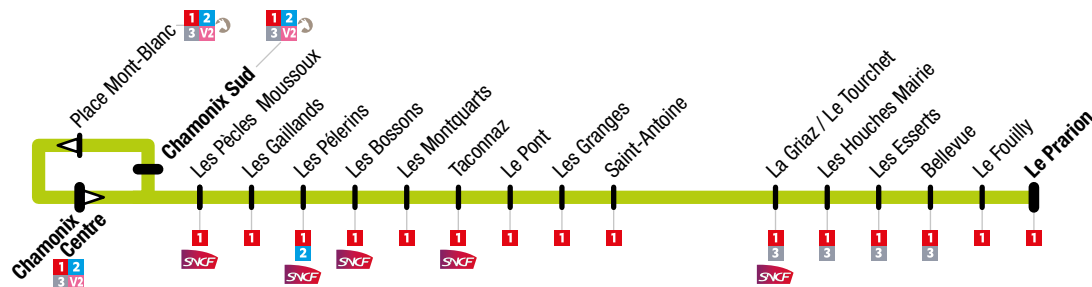 Place Mont-Blanc
1 2
3 V2
Chamonix Sud
1 2
3 V2
Chamonix
Centre
1 2
3 V2
Les Pècles Moussoux
1
SNCF
Les Gaillands
1
Les Pélerins
1
2
SNCF
Les Bossons
1
SNCF
Les Montquarts
1
Taconnaz
1
SNCF
Le Pont
1
Les Granges
1
Saint-Antoine
1
La Griaz / Le Tourchet
1
3
SNCF
Les Houches Mairie
1
3
Les Esserts
1
3
Bellevue
1
3
Le Fouilly
1
Le Prarion
1